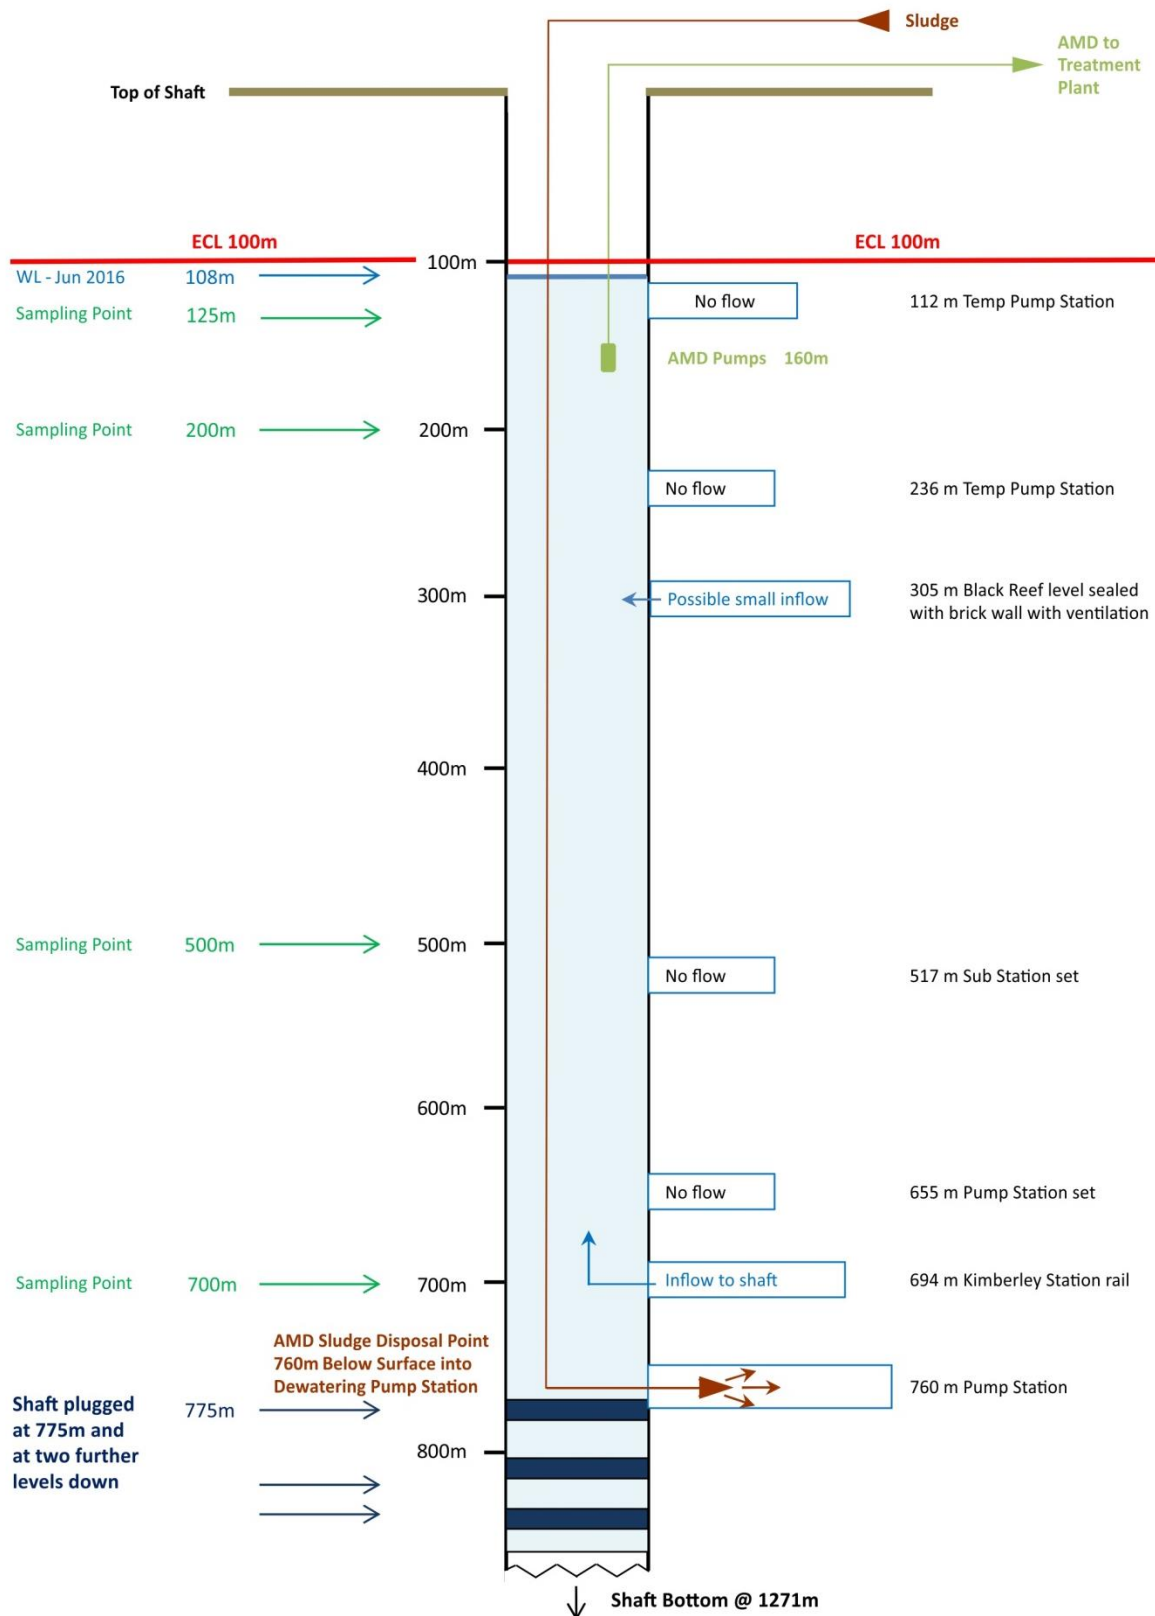 Sludge
AMD to
Treatment
Plant
Top of Shaft
ECL 100m
ECL 100m
100m
WL - Jun 2016 108m
No flow
112 m Temp Pump Station
Sampling Point 125m
AMD Pumps 160m
Sampling Point 200m
200m
No flow
236 m Temp Pump Station
300m
Possible small inflow
305 m Black Reef level sealed
with brick wall with ventilation
400m
Sampling Point 500m
500m
No flow
517 m Sub Station set
600m
No flow
655 m Pump Station set
Sampling Point 700m
700m
Inflow to shaft
694 m Kimberley Station rail
AMD Sludge Disposal Point
760m Below Surface into
Dewatering Pump Station
760 m Pump Station
Shaft plugged
at 775m and
at two further
levels down
775m
800m
Shaft Bottom @ 1271m